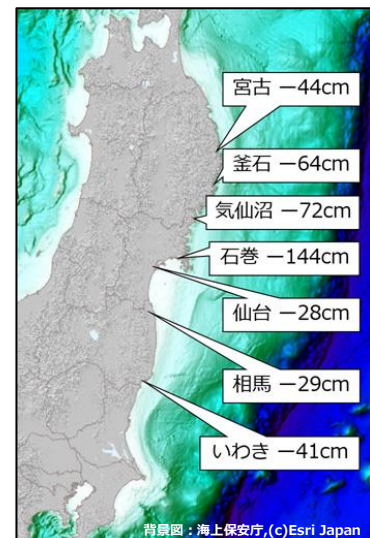 宮古 －44cm
釜石 －64cm
気仙沼 －72cm
石巻 －144cm
仙台 －28cm
相馬 －29cm
いわき －41cm
背景図：海上保安庁,(c)Esri Japan